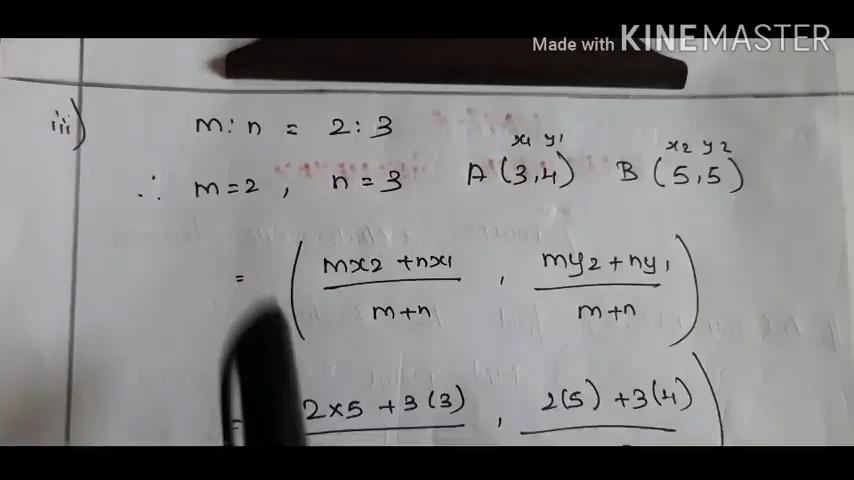 Made with KINEMASTER
iii) m : n = 2 : 3
x1 y1 x2 y2
∴ m = 2 , n = 3 A (3,4) B (5,5)
= ( mx2 + nx1 , my2 + ny1 )
m+n m+n
= 2×5 + 3(3) , 2(5) + 3(4) )